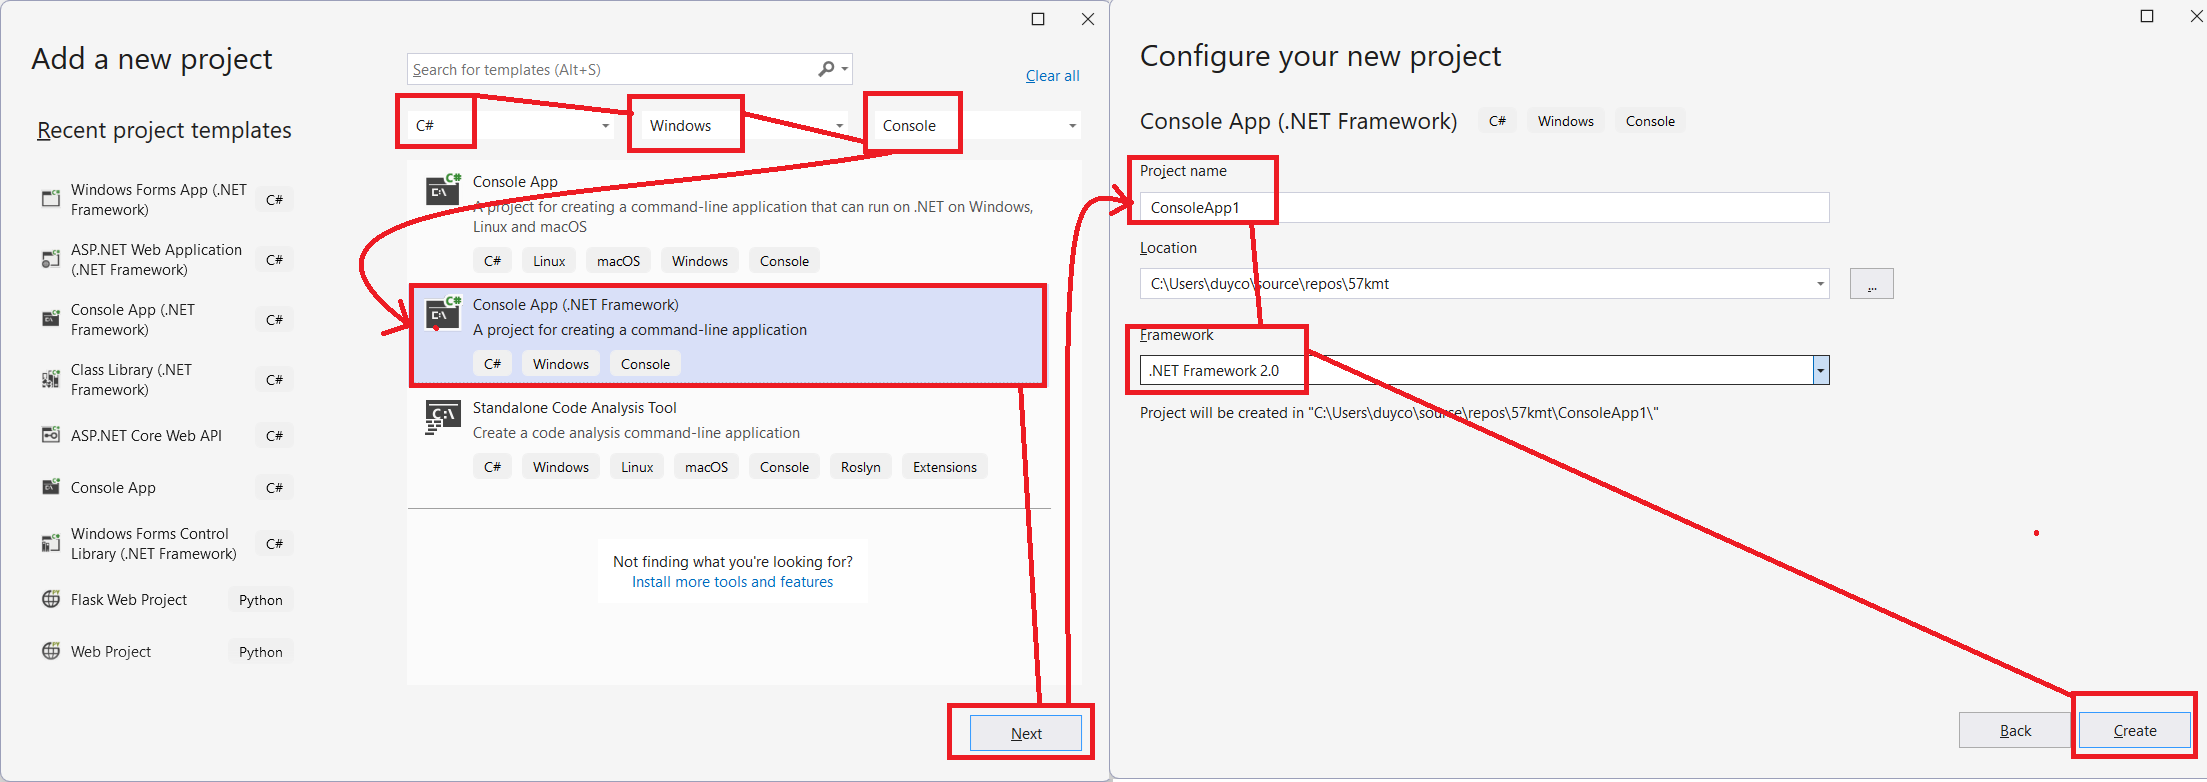 Add a new project
Search for templates (Alt+S)
Clear all
C#
Windows
Console
Recent project templates
Windows Forms App (.NET
Framework)
C#
ASP.NET Web Application
(.NET Framework)
C#
Console App (.NET
Framework)
C#
Class Library (.NET
Framework)
C#
ASP.NET Core Web API
C#
Console App
C#
Windows Forms Control
Library (.NET Framework)
C#
Flask Web Project
Python
Web Project
Python
Console App
A project for creating a command-line application that can run on .NET on Windows,
Linux and macOS
C# Linux macOS Windows Console
Console App (.NET Framework)
A project for creating a command-line application
C# Windows Console
Standalone Code Analysis Tool
Create a code analysis command-line application
C# Windows Linux macOS Console Roslyn Extensions
Not finding what you're looking for?
Install more tools and features
Next
Configure your new project
Console App (.NET Framework) C# Windows Console
Project name
ConsoleApp1
Location
C:\Users\duyco\source\repos\57kmt
...
Framework
.NET Framework 2.0
Project will be created in "C:\Users\duyco\source\repos\57kmt\ConsoleApp1\"
Back
Create